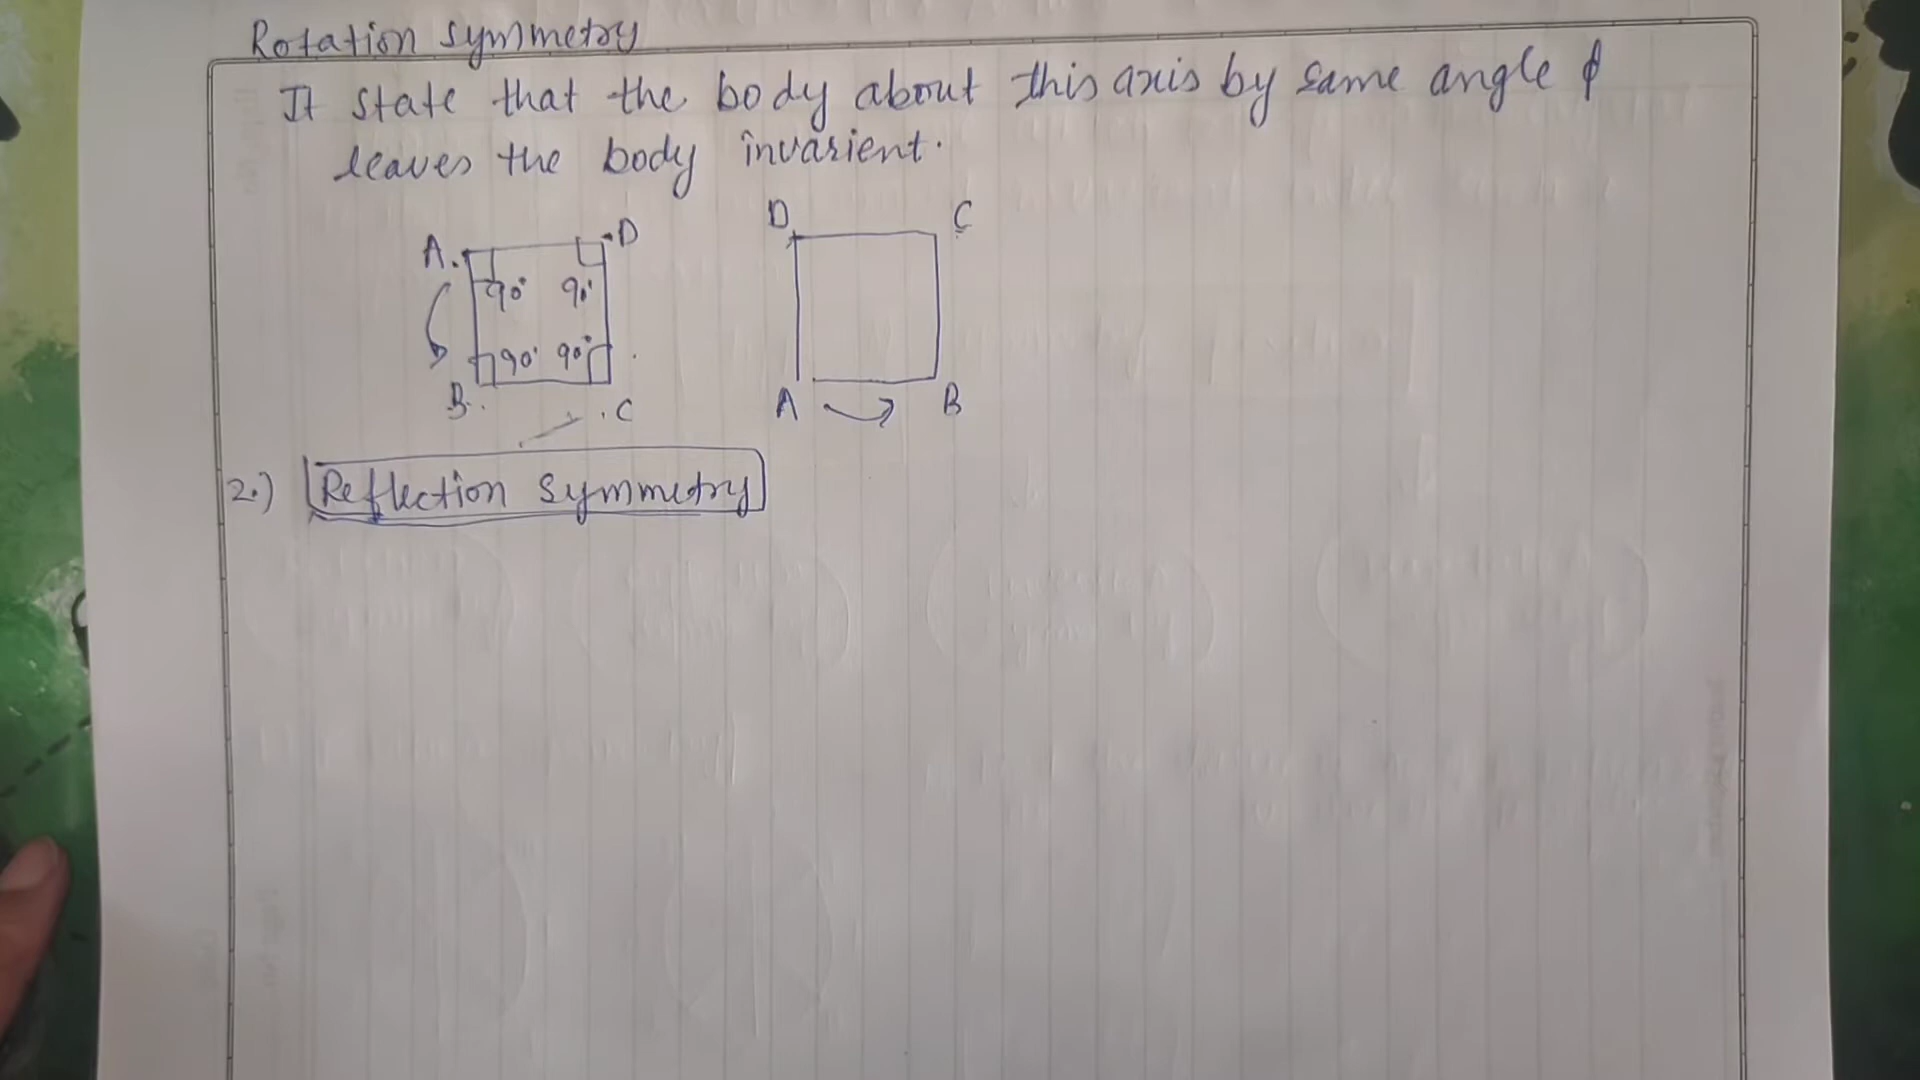 Rotation symmetry
It state that the body about this axis by same angle ϕ
leaves the body invarient.
A. D D C
90° 90°
90° 90°
B. .C A B
2.) Reflection symmetry